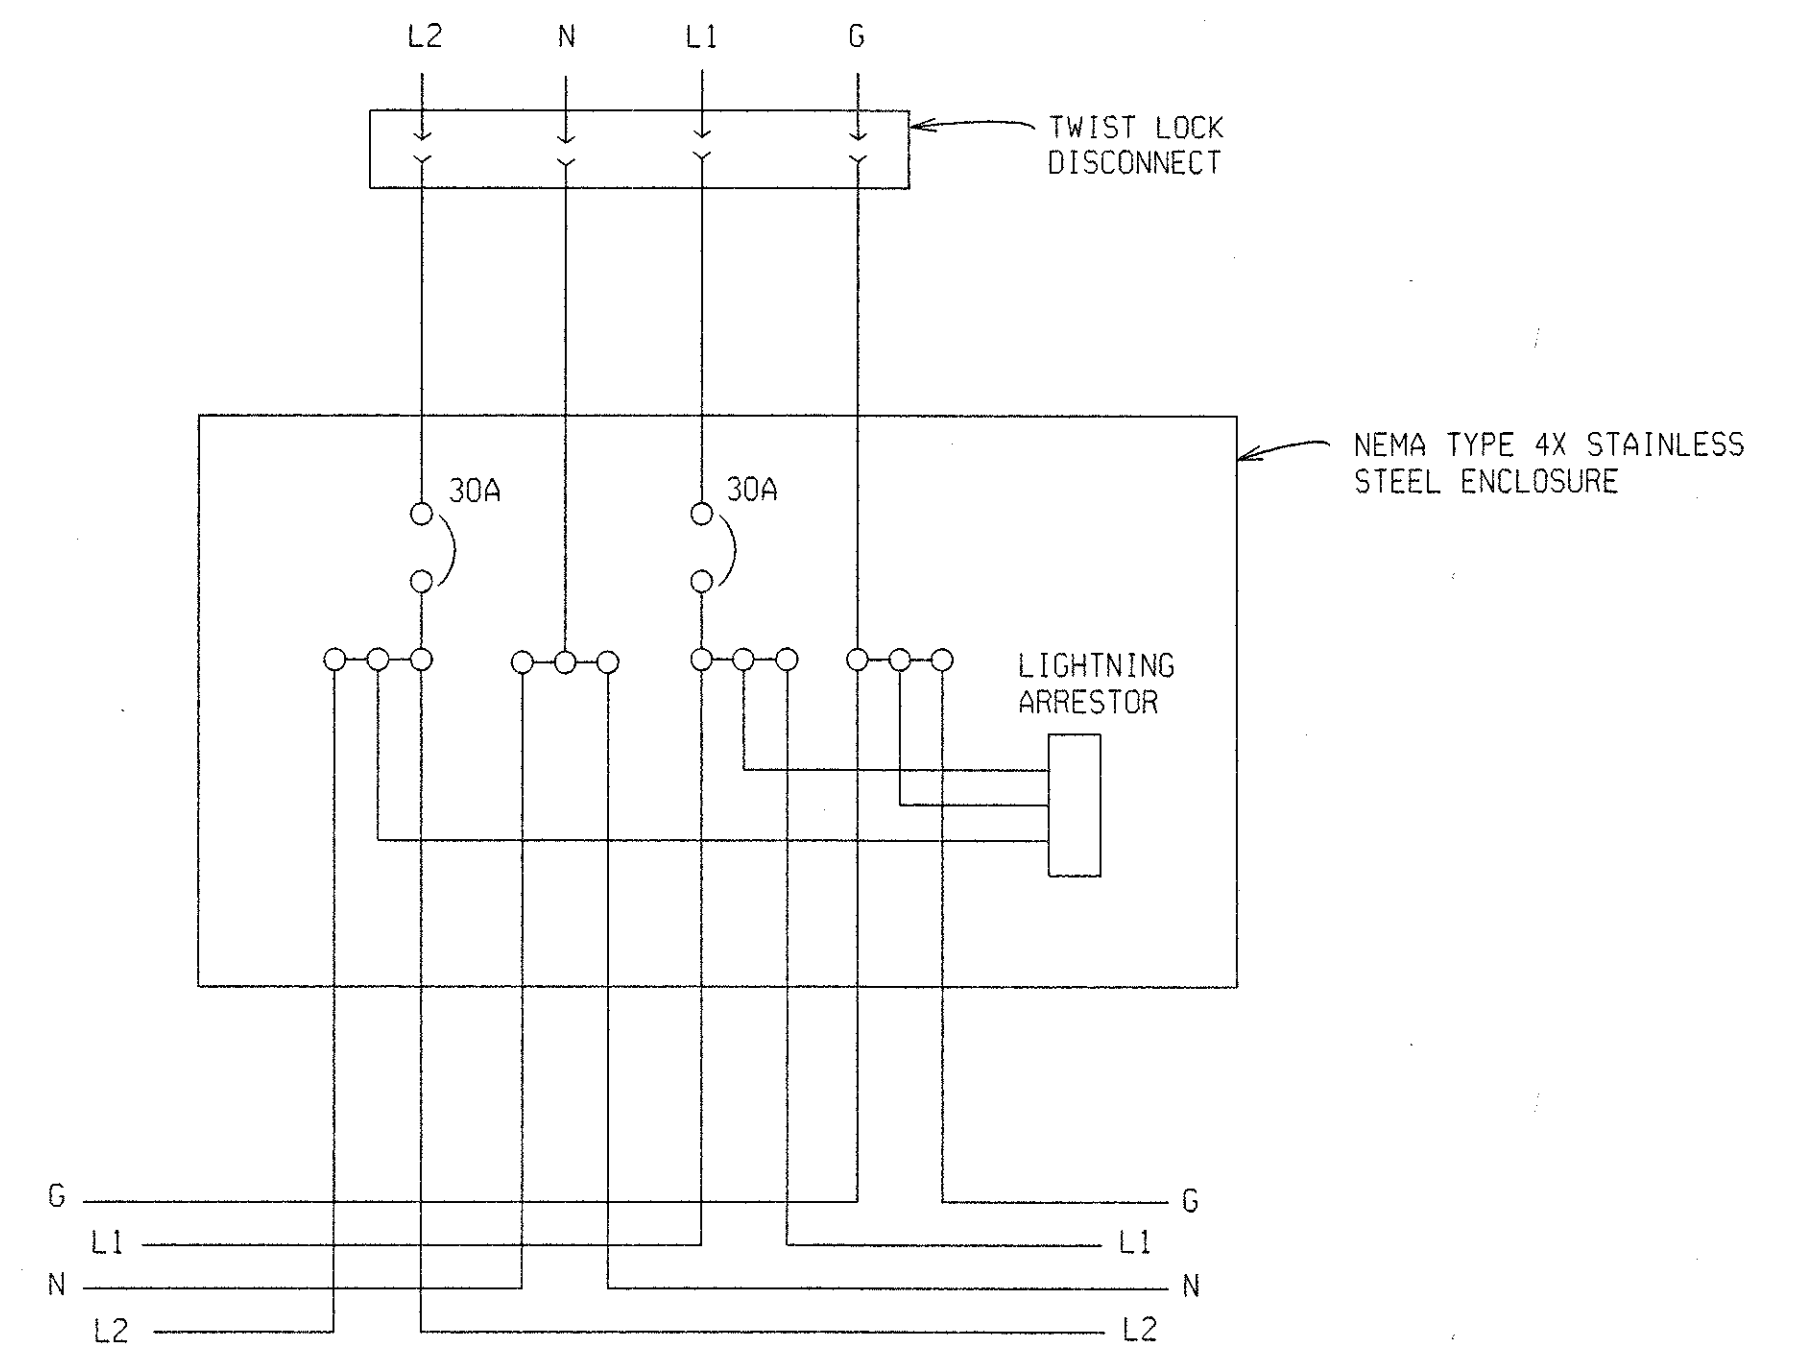 L2 N L1 G
TWIST LOCK
DISCONNECT
NEMA TYPE 4X STAINLESS
STEEL ENCLOSURE
30A 30A
LIGHTNING
ARRESTOR
G G
L1 L1
N N
L2 L2